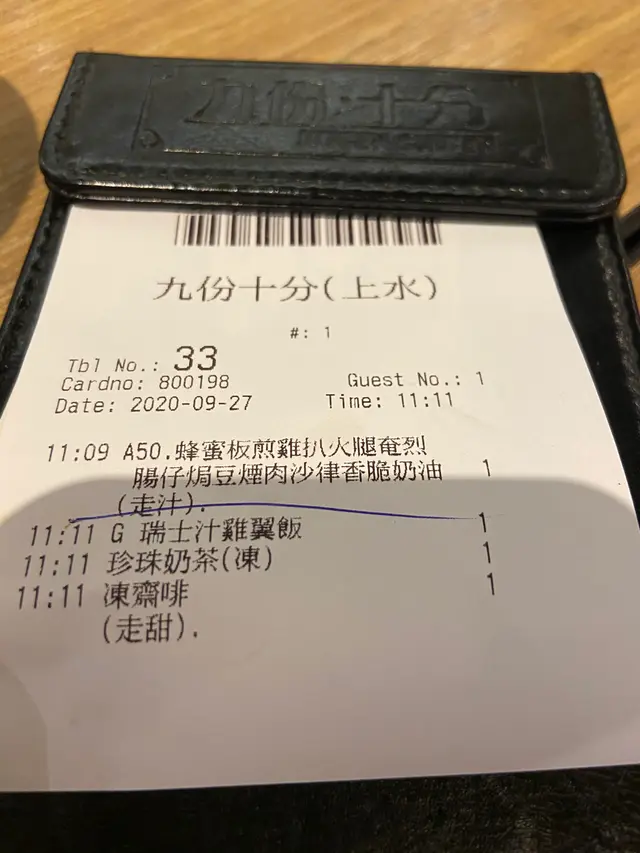 九份·十分
九份十分(上水)
#: 1
Tbl No.: 33
Cardno: 800198 Guest No.: 1
Date: 2020-09-27 Time: 11:11
11:09 A50.蜂蜜板煎雞扒火腿奄烈
腸仔焗豆煙肉沙律香脆奶油 1
(走汁).
11:11 G 瑞士汁雞翼飯 1
11:11 珍珠奶茶(凍) 1
11:11 凍齋啡 1
(走甜).